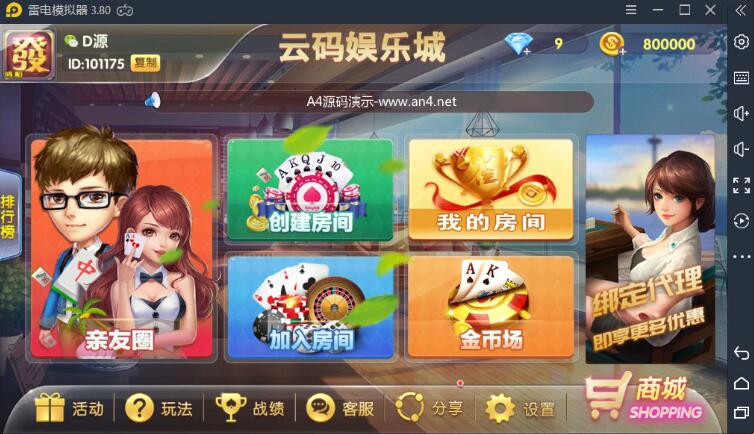 雷电模拟器 3.80
發
D源
ID:101175
复制
云码娱乐城
9
800000
A4源码演示-www.an4.net
排行榜
中
亲友圈
A K Q J 10
创建房间
我的房间
加入房间
A K
金币场
绑定代理
即享更多优惠
活动
玩法
战绩
客服
分享
设置
商城
SHOPPING